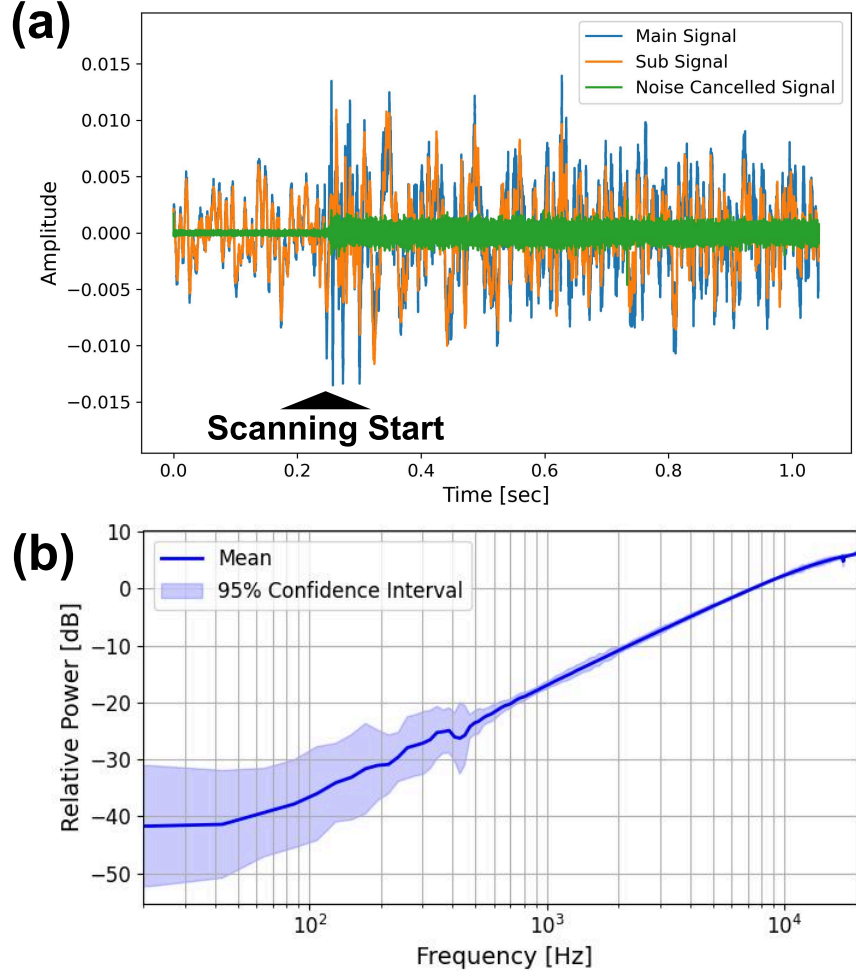 (a)
Main Signal
Sub Signal
Noise Cancelled Signal
0.015
0.010
0.005
0.000
−0.005
−0.010
−0.015
Amplitude
Scanning Start
0.0 0.2 0.4 0.6 0.8 1.0
Time [sec]
(b)
Mean
95% Confidence Interval
10
0
−10
−20
−30
−40
−50
Relative Power [dB]
10² 10³ 10⁴
Frequency [Hz]